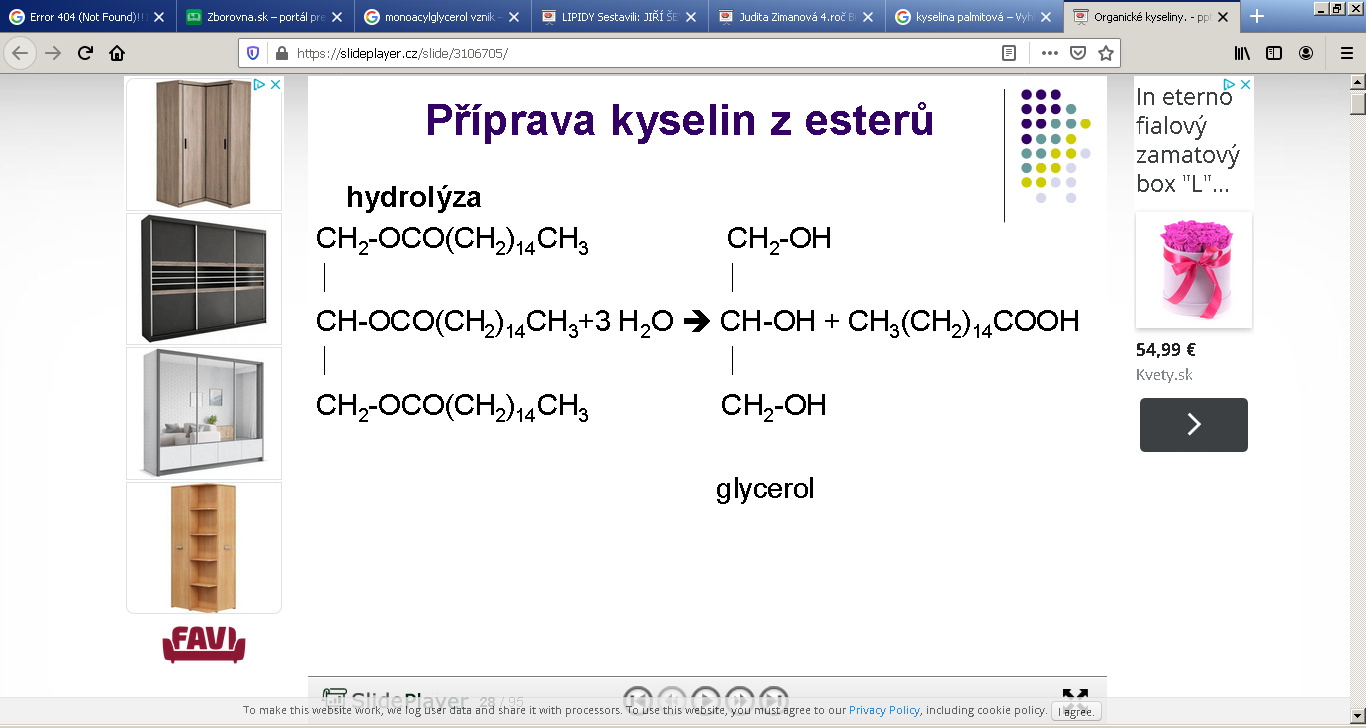 Error 404 (Not Found)!!1
Zborovna.sk – portál pre
monoacylglycerol vznik –
LIPIDY Sestavili: JIŘÍ ŠE
Judita Zimanová 4.roč B
kyselina palmitová – Vyh
Organické kyseliny. - ppt
https://slideplayer.cz/slide/3106705/
Příprava kyselin z esterů
hydrolýza
CH₂-OCO(CH₂)₁₄CH₃ CH₂-OH
| |
CH-OCO(CH₂)₁₄CH₃+3 H₂O ➔ CH-OH + CH₃(CH₂)₁₄COOH
| |
CH₂-OCO(CH₂)₁₄CH₃ CH₂-OH
glycerol
In eterno
fialový
zamatový
box "L"...
54,99 €
Kvety.sk
FAVI
SlidePlayer 28 / 95
To make this website work, we log user data and share it with processors. To use this website, you must agree to our Privacy Policy, including cookie policy. I agree.